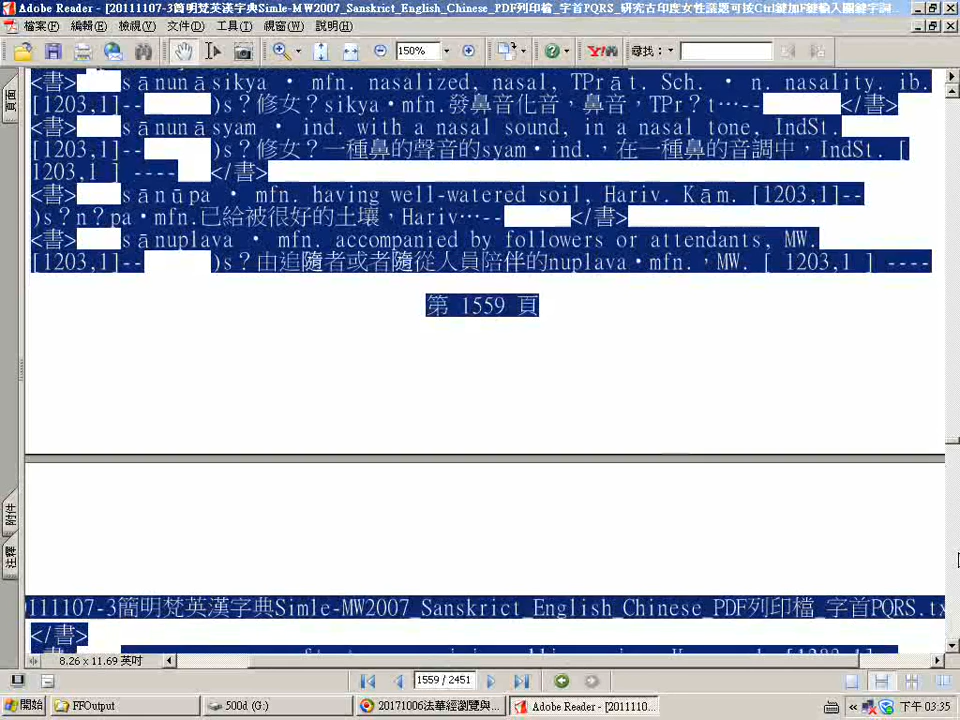 Adobe Reader - [20111107-3簡明梵英漢字典Simle-MW2007_Sanskrict_English_Chinese_PDF列印檔_字首PQRS_研究古印度女性議題可按Ctrl鍵加F鍵輸入關鍵字詞
檔案(F) 編輯(E) 檢視(V) 文件(D) 工具(T) 視窗(W) 說明(H)
150% 尋找：
頁面
<書> sānunāsikya · mfn. nasalized, nasal, TPrāt. Sch. · n. nasality. ib.
[1203,1]-- )s？修女？sikya·mfn.發鼻音化音，鼻音，TPr？t…-- </書>
<書> sānunāsyam · ind. with a nasal sound, in a nasal tone, IndSt.
[1203,1]-- )s？修女？一種鼻的聲音的syam·ind.，在一種鼻的音調中，IndSt. [
1203,1 ] ---- </書>
<書> sānūpa · mfn. having well-watered soil, Hariv. Kām. [1203,1]--
)s？n？pa·mfn.已給被很好的土壤，Hariv…-- </書>
<書> sānuplava · mfn. accompanied by followers or attendants, MW.
[1203,1]-- )s？由追隨者或者隨從人員陪伴的nuplava·mfn.，MW. [ 1203,1 ] ----
第 1559 頁
附件
注釋
0111107-3簡明梵英漢字典Simle-MW2007_Sanskrict_English_Chinese_PDF列印檔_字首PQRS.tx
</書>
8.26 x 11.69 英吋
1559 / 2451
開始 FFOutput 500d (G:) 20171006法華經瀏覽與... Adobe Reader - [2011110... 下午 03:35